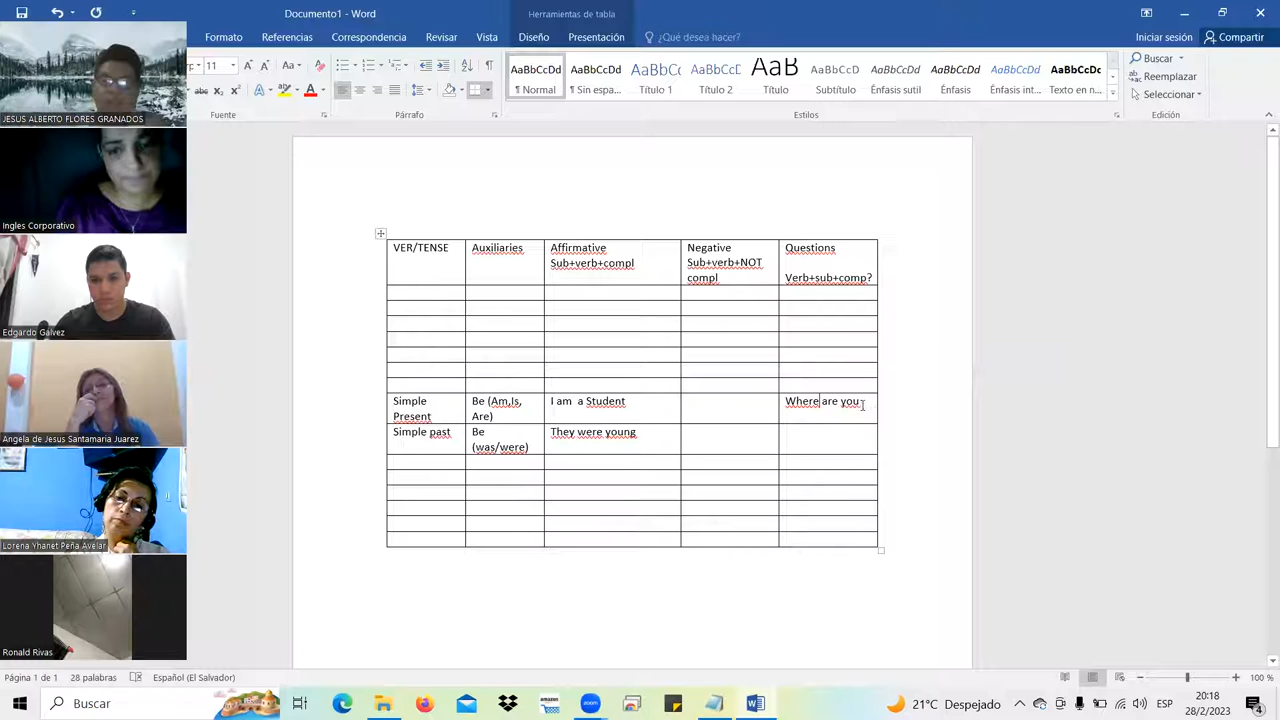 Documento1 - Word
Herramientas de tabla
Formato Referencias Correspondencia Revisar Vista Diseño Presentación ¿Qué desea hacer?
Iniciar sesión Compartir
11 Aa
abc A A
AaBbCcDd AaBbCcDd AaBbCc AaBbCcD AaB AaBbCcD AaBbCcDd AaBbCcDd AaBbCcDd AaBbCcDc
¶ Normal ¶ Sin espa... Título 1 Título 2 Título Subtítulo Énfasis sutil Énfasis Énfasis int... Texto en n...
Buscar
Reemplazar
Seleccionar
Fuente Párrafo Estilos Edición
JESUS ALBERTO FLORES GRANADOS
Ingles Corporativo
Edgardo Galvez
Angela de Jesus Santamaria Juarez
Lorena Yhanet Peña Avelar
Ronald Rivas
VER/TENSE Auxiliaries Affirmative Negative Questions
Sub+verb+compl Sub+verb+NOT
compl Verb+sub+comp?
Simple Be (Am,Is, I am a Student Where are you
Present Are)
Simple past Be They were young
(was/were)
Página 1 de 1 28 palabras Español (El Salvador) 100 %
Buscar
amazon
zoom
21°C Despejado
ESP
20:18
28/2/2023
4